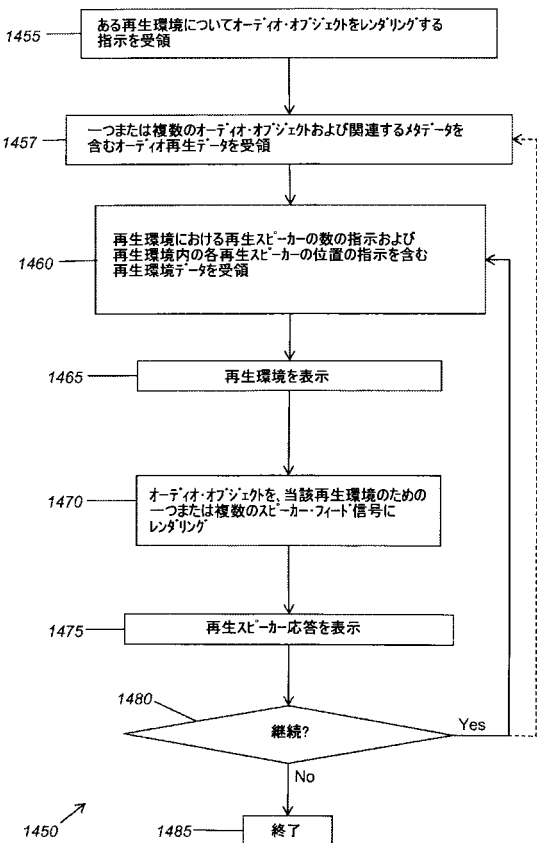 1455
ある再生環境についてオーディオ・オブジェクトをレンダリングする
指示を受領
1457
一つまたは複数のオーディオ・オブジェクトおよび関連するメタデータを
含むオーディオ再生データを受領
1460
再生環境における再生スピーカーの数の指示および
再生環境内の各再生スピーカーの位置の指示を含む
再生環境データを受領
1465
再生環境を表示
1470
オーディオ・オブジェクトを、当該再生環境のための
一つまたは複数のスピーカー・フィード信号に
レンダリング
1475
再生スピーカー応答を表示
1480
継続?
Yes
No
1450
1485
終了